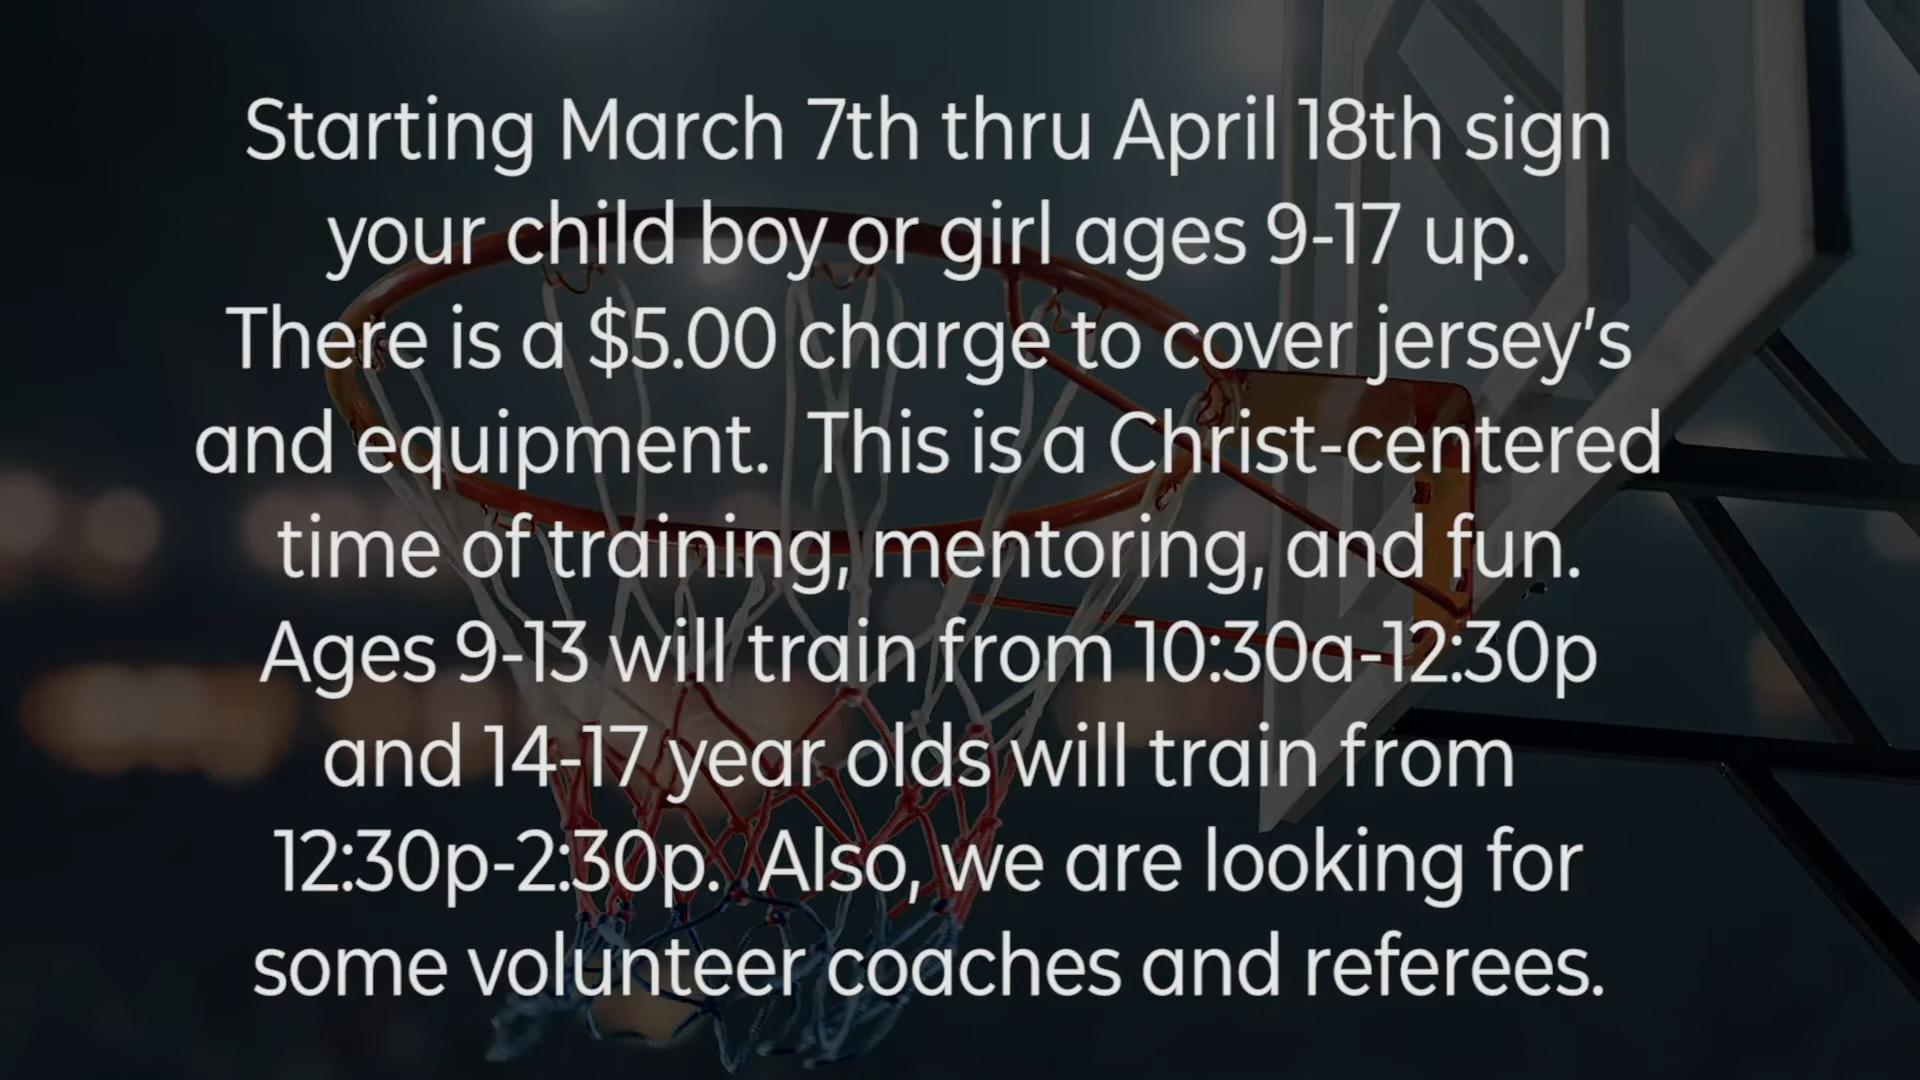 Starting March 7th thru April 18th sign
your child boy or girl ages 9-17 up.
There is a $5.00 charge to cover jersey's
and equipment.  This is a Christ-centered
time of training, mentoring, and fun.
Ages 9-13 will train from 10:30a-12:30p
and 14-17 year olds will train from
12:30p-2:30p.  Also, we are looking for
some volunteer coaches and referees.